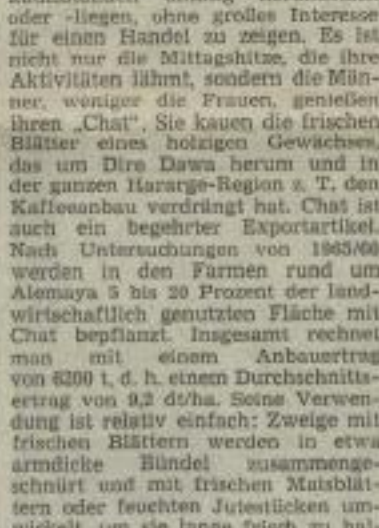 oder -liegen, ohne großes Interesse
für einen Handel zu zeigen. Es ist
nicht nur die Mittagshitze, die ihre
Aktivitäten lähmt, sondern die Män-
ner, weniger die Frauen, genießen
ihren „Chat“. Sie kauen die frischen
Blätter eines holzigen Gewächses,
das um Dire Dawa herum und in
der ganzen Hararge-Region z. T. den
Kaffeeanbau verdrängt hat. Chat ist
auch ein begehrter Exportartikel.
Nach Untersuchungen von 1965/66
werden in den Farmen rund um
Alemaya 5 bis 20 Prozent der land-
wirtschaftlich genutzten Fläche mit
Chat bepflanzt. Insgesamt rechnet
man mit einem Anbauertrag
von 6200 t, d. h. einem Durchschnitts-
ertrag von 9,2 dt/ha. Seine Verwen-
dung ist relativ einfach: Zweige mit
frischen Blättern werden in etwa
armdicke Bündel zusammenge-
schnürt und mit frischen Maisblät-
tern oder feuchten Jutestücken um-
wickelt, um sie lange